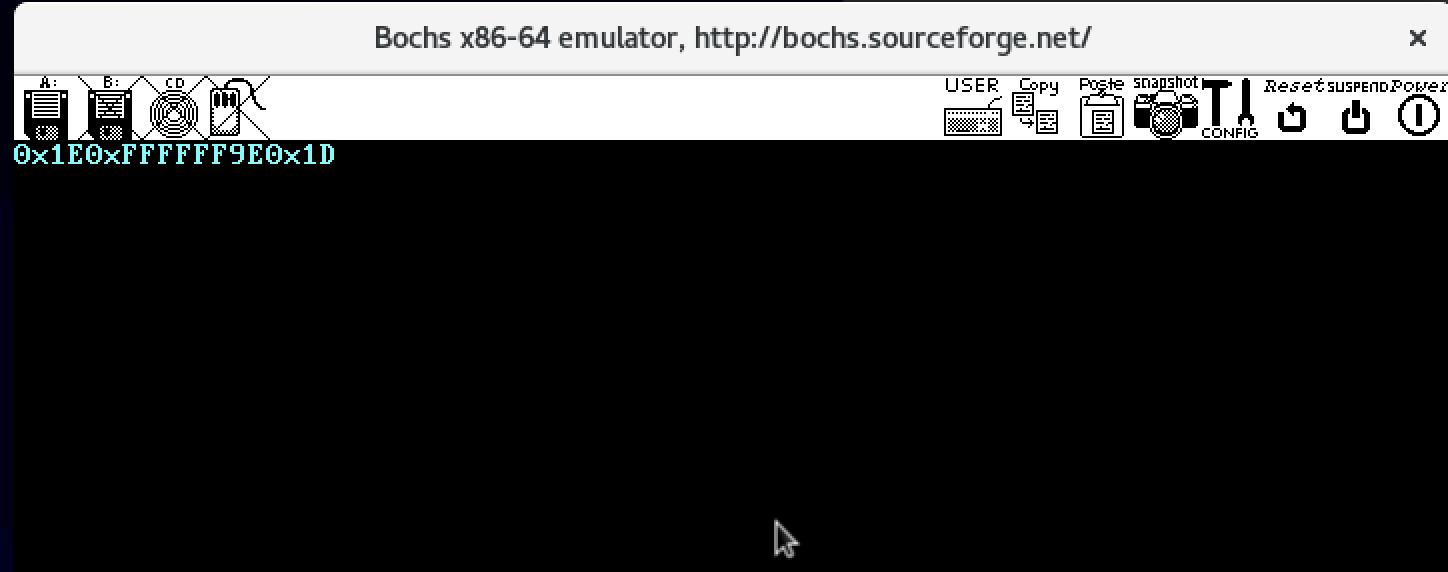 Bochs x86-64 emulator, http://bochs.sourceforge.net/ ×
A: B: CD USER Copy Paste snapshot CONFIG Reset SUSPEND Power
0x1E0xFFFFFF9E0x1D